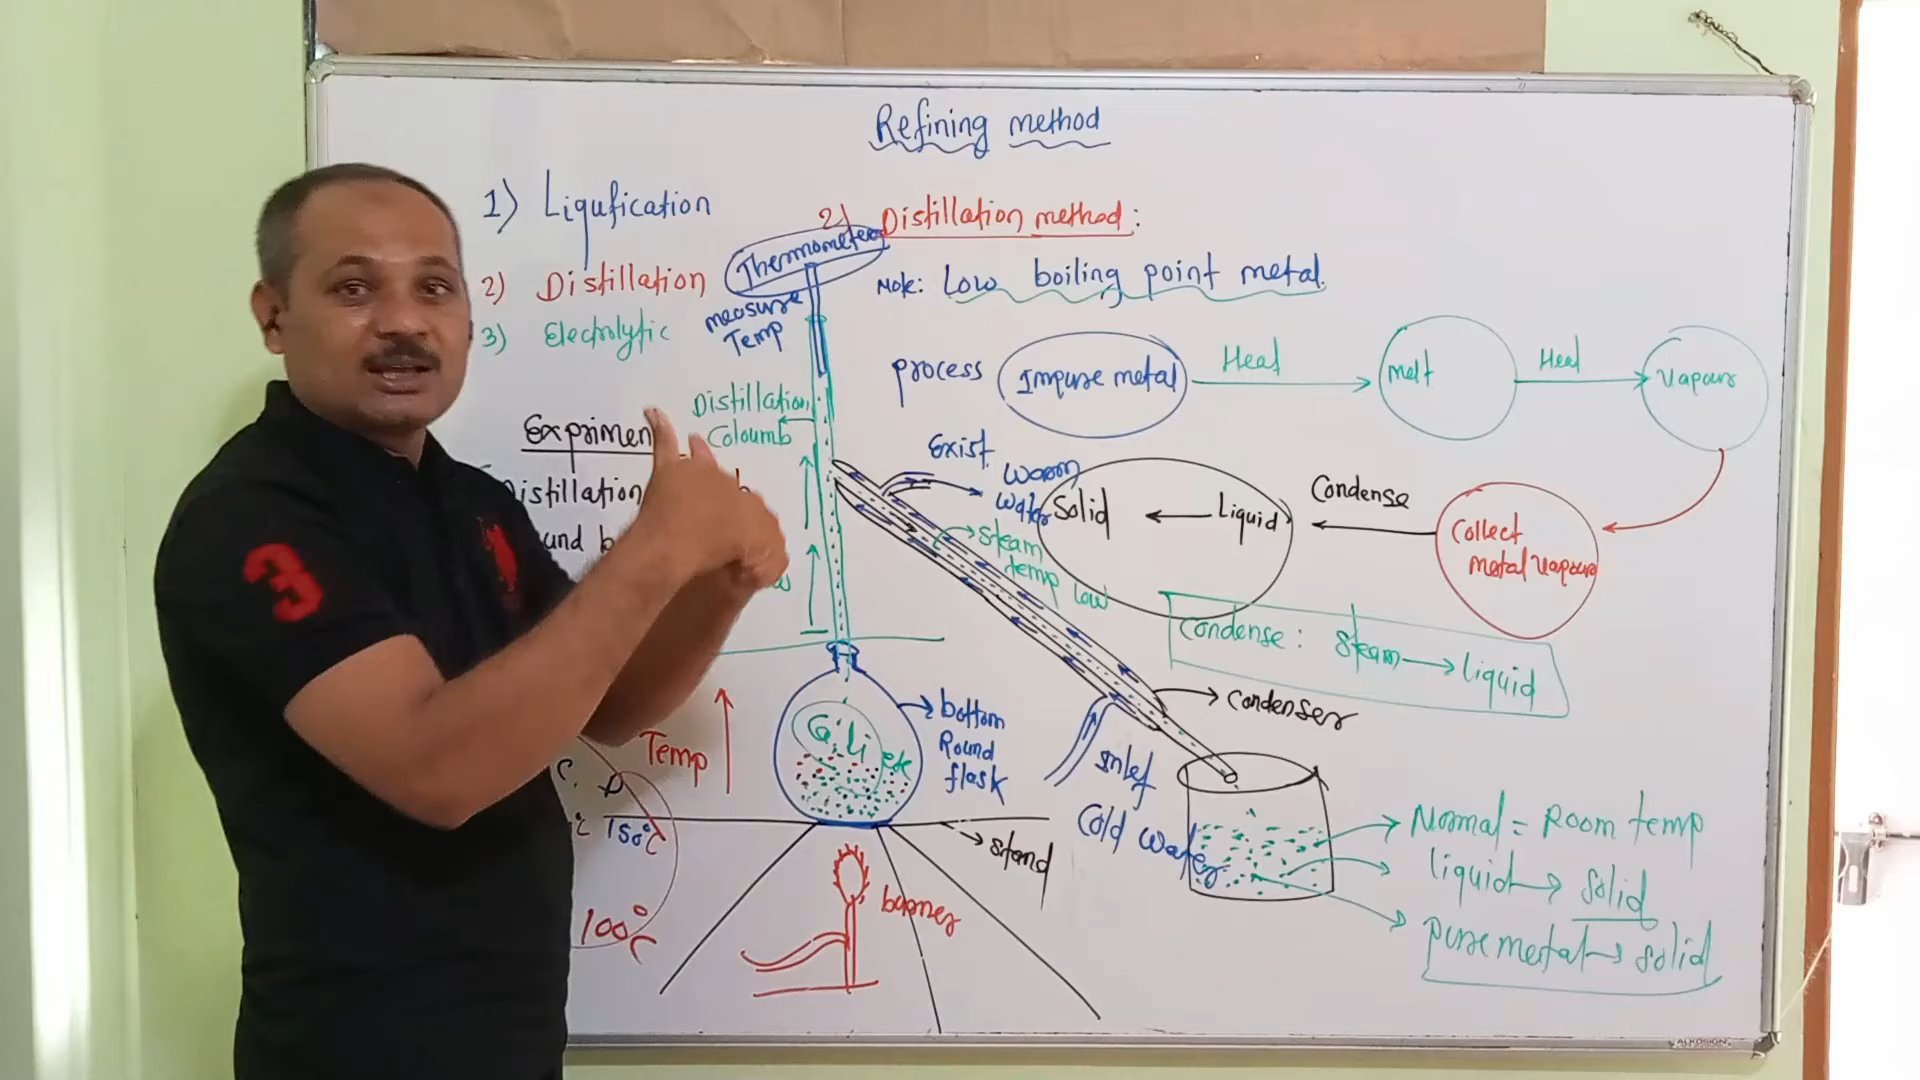 Refining method
1) Liqufication
2) Distillation
3) Electrolytic
2) Distillation method:
Thermometer
measure
Temp
Note: Low boiling point metal.
process
Impure metal
Heat
melt
Heat
Vapour
Collect
metal vapour
Condense
Liquid
Solid
Condense: Steam → liquid
Distillation
Coloumb
Exist
warm
water
steam
temp low
Condenser
Inlet
Cold water
3
Temp
bottom
Round
flask
stand
burner
150°C
100°C
Normal = Room temp
liquid → Solid
pure metal → solid